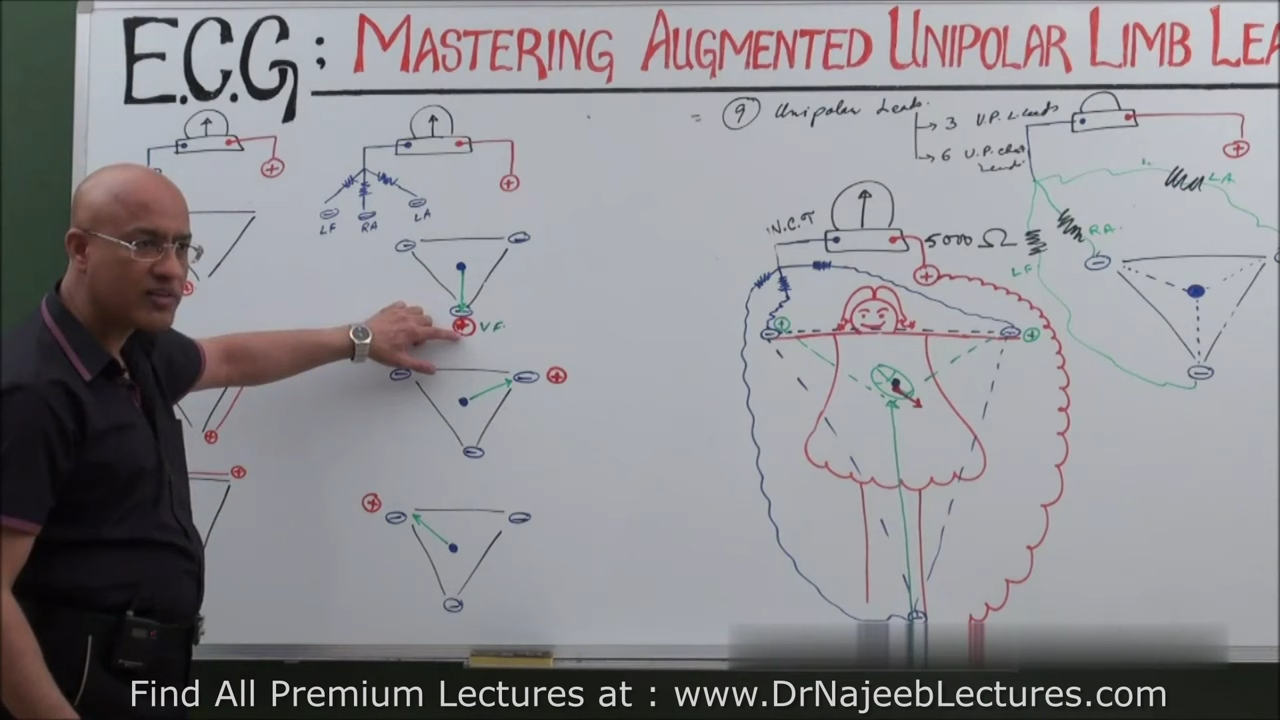 E.C.G: MASTERING AUGMENTED UNIPOLAR LIMB LEA
= 9 Unipolar Leads.
→ 3 U.P. Leads
→ 6 U.P. chest Leads
LF RA LA
VF.
N.C.T
5000 Ω
LA
RA.
LF
Find All Premium Lectures at : www.DrNajeebLectures.com